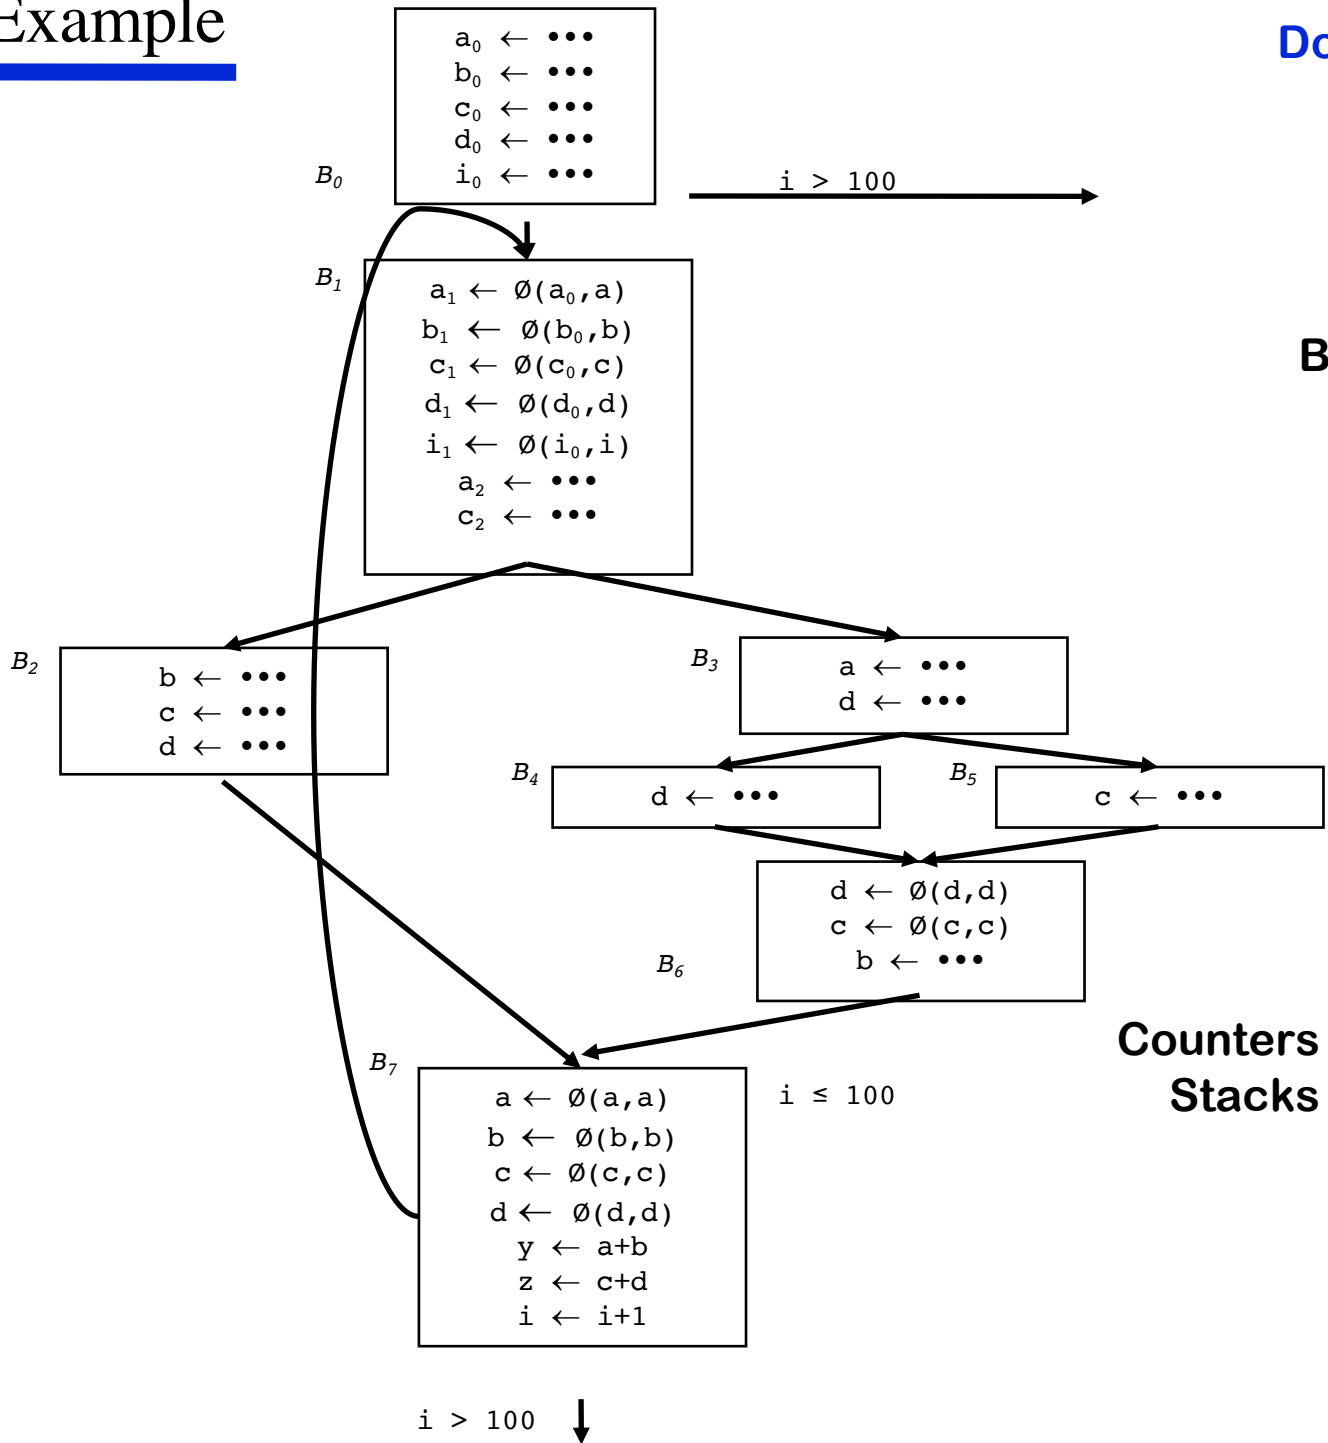 Example
Do
a₀ ← •••
b₀ ← •••
c₀ ← •••
d₀ ← •••
i₀ ← •••
B₀
i > 100
B₁
a₁ ← Ø(a₀,a)
b₁ ← Ø(b₀,b)
c₁ ← Ø(c₀,c)
d₁ ← Ø(d₀,d)
i₁ ← Ø(i₀,i)
a₂ ← •••
c₂ ← •••
B
B₂
b ← •••
c ← •••
d ← •••
B₃
a ← •••
d ← •••
B₄
d ← •••
B₅
c ← •••
d ← Ø(d,d)
c ← Ø(c,c)
b ← •••
B₆
Counters
Stacks
B₇
a ← Ø(a,a)
b ← Ø(b,b)
c ← Ø(c,c)
d ← Ø(d,d)
y ← a+b
z ← c+d
i ← i+1
i ≤ 100
i > 100